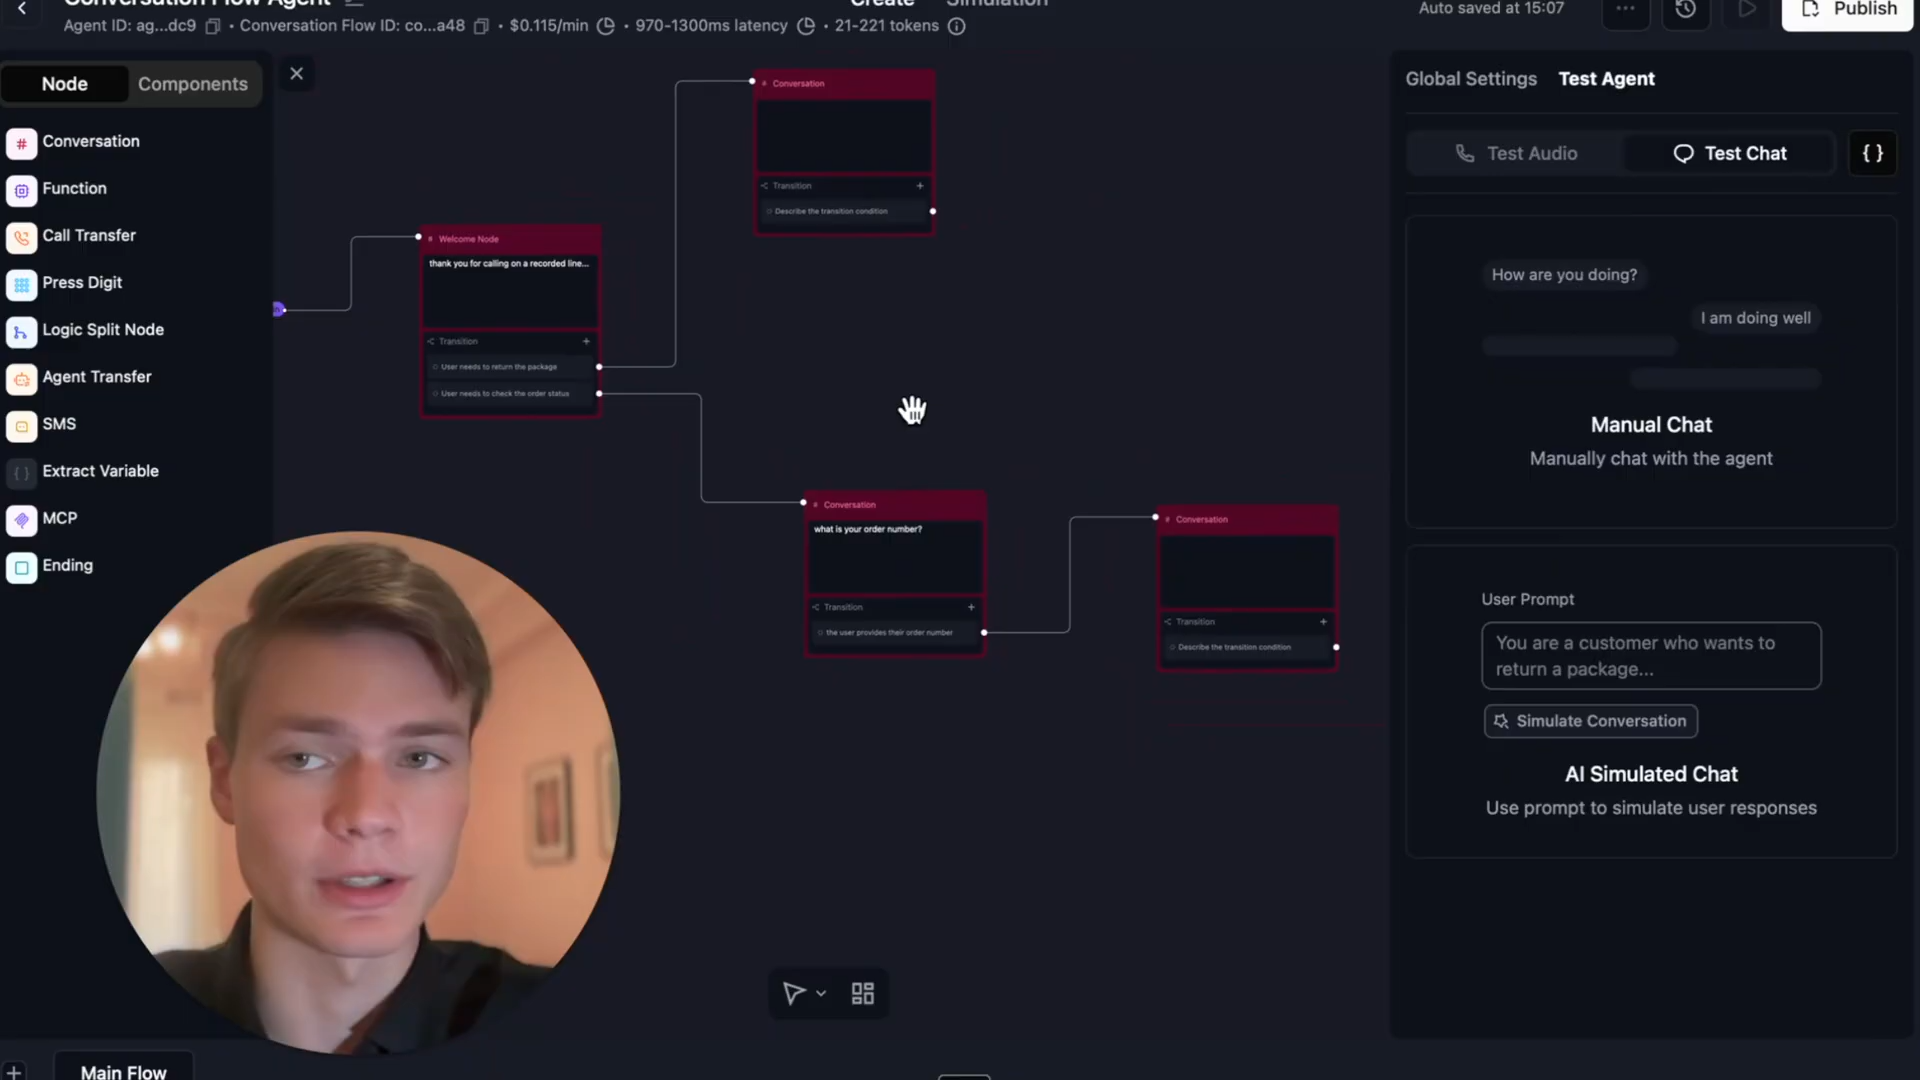 Conversation Flow Agent
Create
Simulation
Auto saved at 15:07
Publish
Agent ID: ag...dc9 • Conversation Flow ID: co...a48 • $0.115/min • 970-1300ms latency • 21-221 tokens
Node
Components
Conversation
Function
Call Transfer
Press Digit
Logic Split Node
Agent Transfer
SMS
Extract Variable
MCP
Ending
# Conversation
Transition
Describe the transition condition
# Welcome Node
thank you for calling on a recorded line...
Transition
User needs to return the package
User needs to check the order status
# Conversation
what is your order number?
Transition
the user provides their order number
# Conversation
Transition
Describe the transition condition
Global Settings
Test Agent
Test Audio
Test Chat
{ }
How are you doing?
I am doing well
Manual Chat
Manually chat with the agent
User Prompt
You are a customer who wants to
return a package...
Simulate Conversation
AI Simulated Chat
Use prompt to simulate user responses
Main Flow